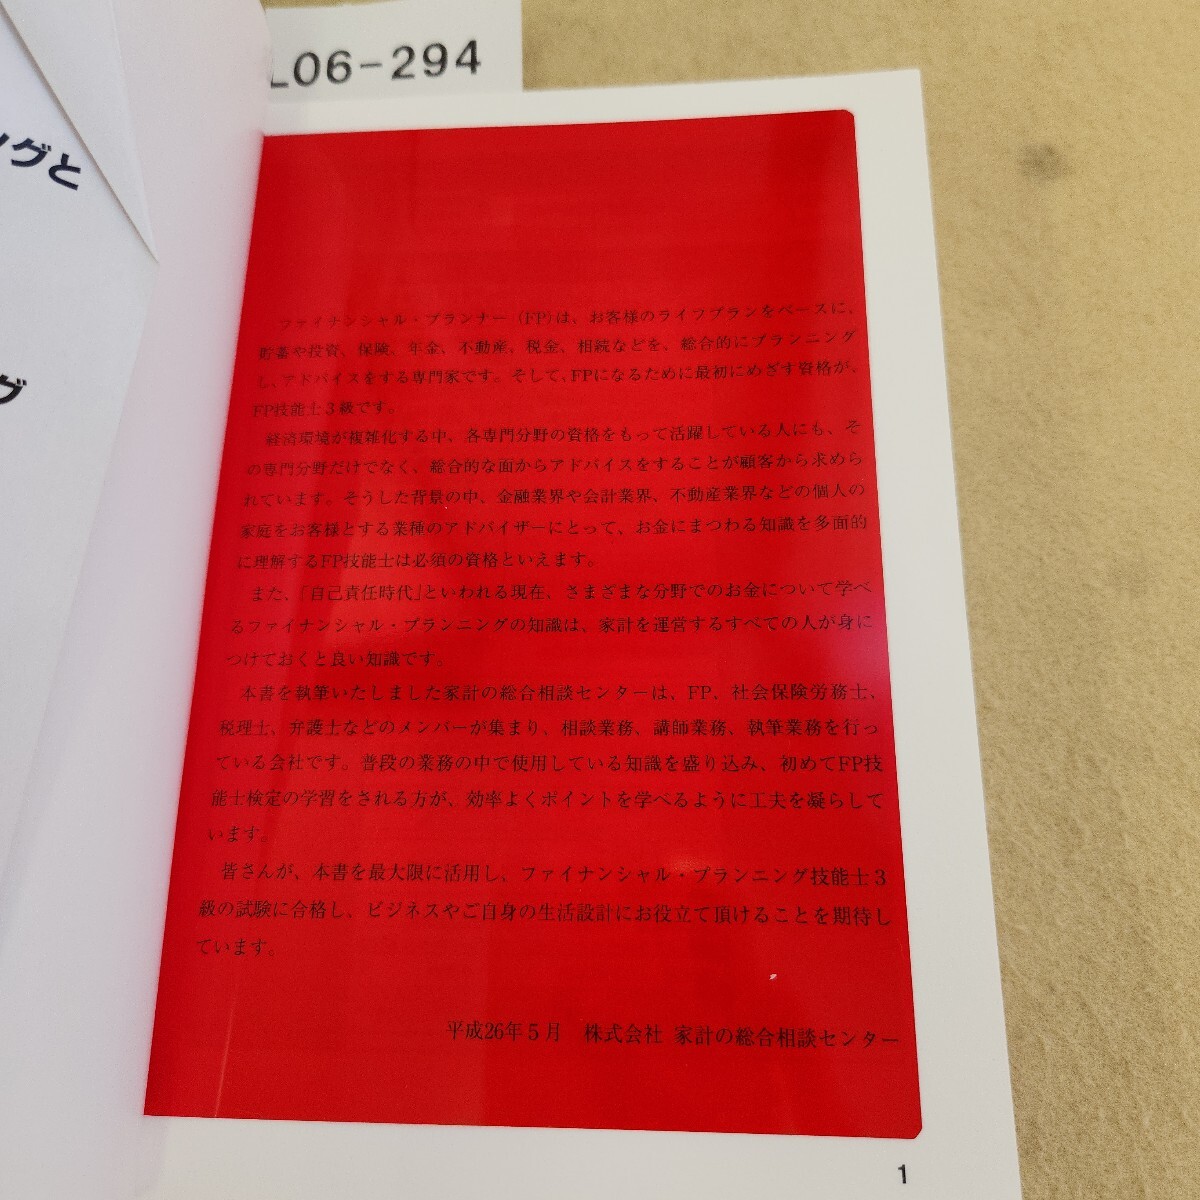 L06-294
ングと
グ
ファイナンシャル・プランナー（FP）は、お客様のライフプランをベースに、
貯蓄や投資、保険、年金、不動産、税金、相続などを、総合的にプランニング
し、アドバイスをする専門家です。そして、FPになるために最初にめざす資格が、
FP技能士３級です。
経済環境が複雑化する中、各専門分野の資格をもって活躍している人にも、そ
の専門分野だけでなく、総合的な面からアドバイスをすることが顧客から求めら
れています。そうした背景の中、金融業界や会計業界、不動産業界などの個人の
家庭をお客様とする業種のアドバイザーにとって、お金にまつわる知識を多面的
に理解するFP技能士は必須の資格といえます。
また、「自己責任時代」といわれる現在、さまざまな分野でのお金について学べ
るファイナンシャル・プランニングの知識は、家計を運営するすべての人が身に
つけておくと良い知識です。
本書を執筆いたしました家計の総合相談センターは、FP、社会保険労務士、
税理士、弁護士などのメンバーが集まり、相談業務、講師業務、執筆業務を行っ
ている会社です。普段の業務の中で使用している知識を盛り込み、初めてFP技
能士検定の学習をされる方が、効率よくポイントを学べるように工夫を凝らして
います。
皆さんが、本書を最大限に活用し、ファイナンシャル・プランニング技能士３
級の試験に合格し、ビジネスやご自身の生活設計にお役立て頂けることを期待し
ています。
平成26年５月　株式会社 家計の総合相談センター
1